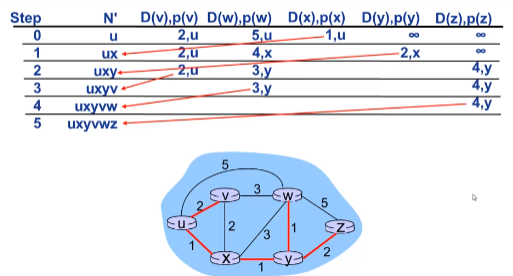 Step N' D(v),p(v) D(w),p(w) D(x),p(x) D(y),p(y) D(z),p(z)
0 u 2,u 5,u 1,u ∞ ∞
1 ux 2,u 4,x 2,x ∞
2 uxy 2,u 3,y 4,y
3 uxyv 3,y 4,y
4 uxyvw 4,y
5 uxyvwz
5
v 3 w
2 5
u 2 3 1 z
1 2
x 1 y